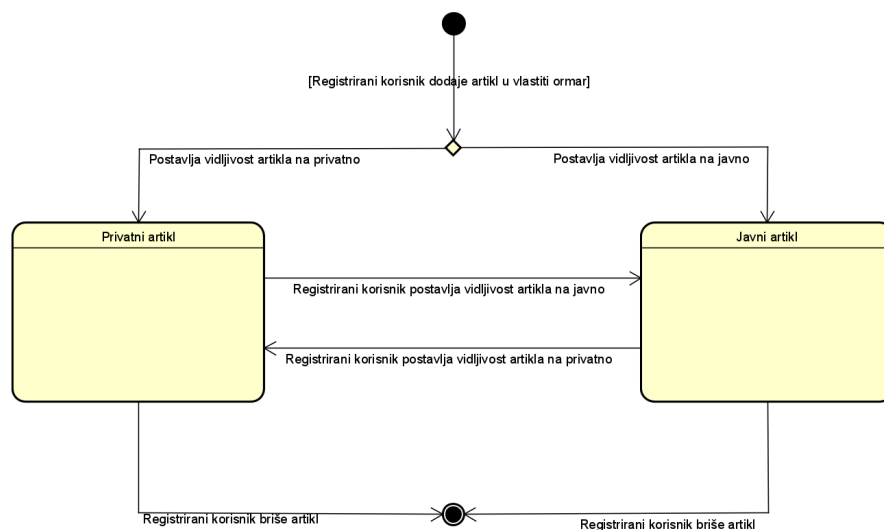 [Registrirani korisnik dodaje artikl u vlastiti ormar]
Postavlja vidljivost artikla na privatno
Postavlja vidljivost artikla na javno
Privatni artikl
Javni artikl
Registrirani korisnik postavlja vidljivost artikla na javno
Registrirani korisnik postavlja vidljivost artikla na privatno
Registrirani korisnik briše artikl
Registrirani korisnik briše artikl